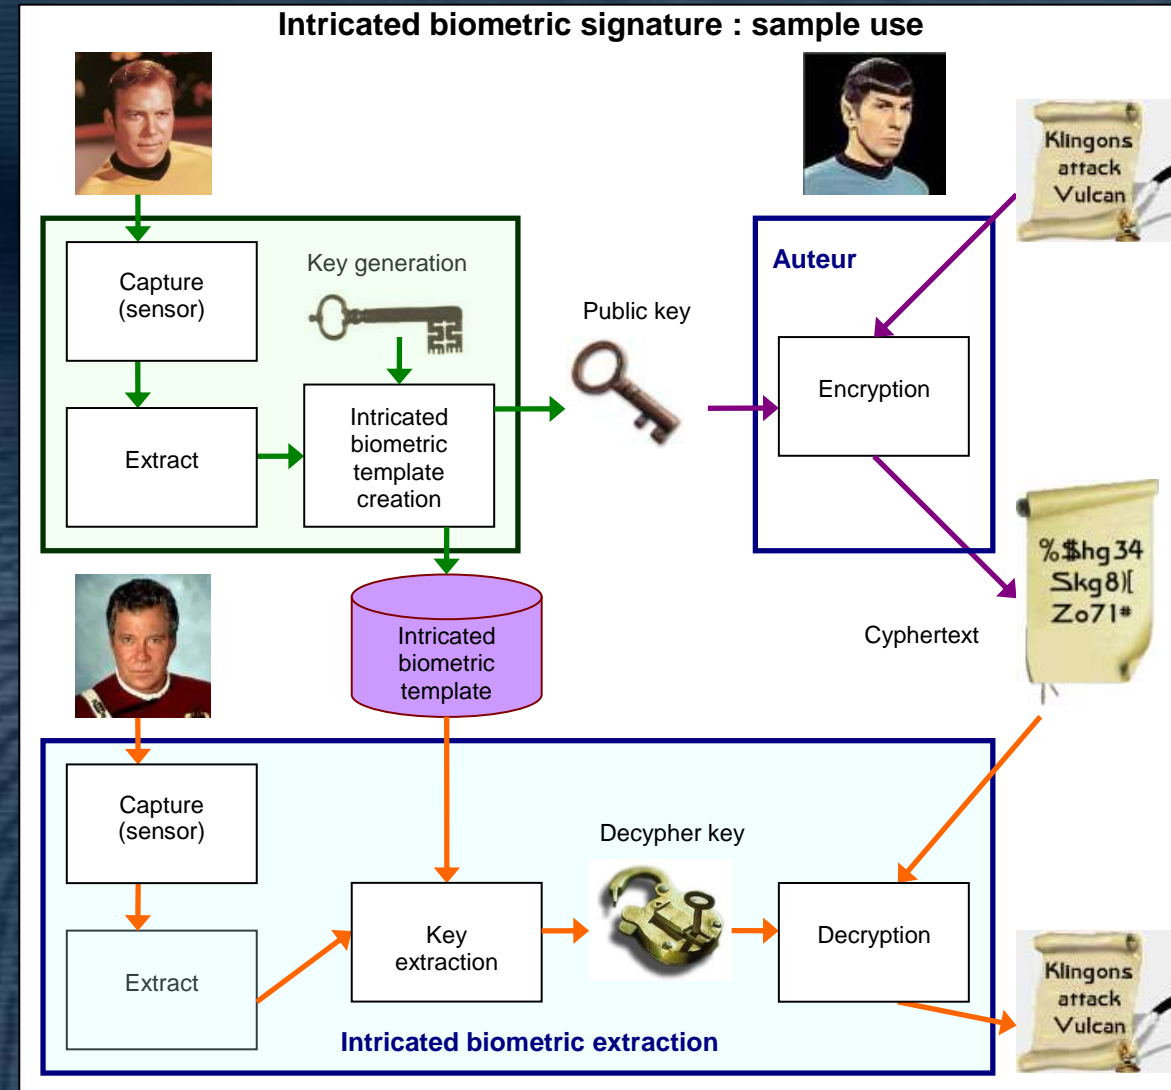 Intricated biometric signature : sample use
Klingons
attack
Vulcan
Capture
(sensor)
Key generation
Public key
Auteur
Encryption
Extract
Intricated
biometric
template
creation
%$hg34
Skg8)[
Zo71#
Cyphertext
Intricated
biometric
template
Capture
(sensor)
Decypher key
Extract
Key
extraction
Decryption
Klingons
attack
Vulcan
Intricated biometric extraction